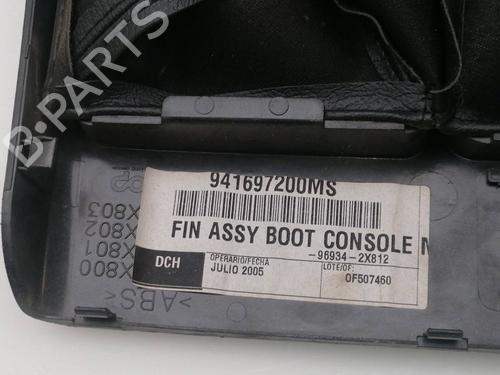 B-PARTS
941697200MS
FIN ASSY BOOT CONSOLE
-96934-2X812
DCH
OPERARIO/FECHA
JULIO 2005
LOTE/OF:
OF507460
X803
X802
X801
X800
>ABS<